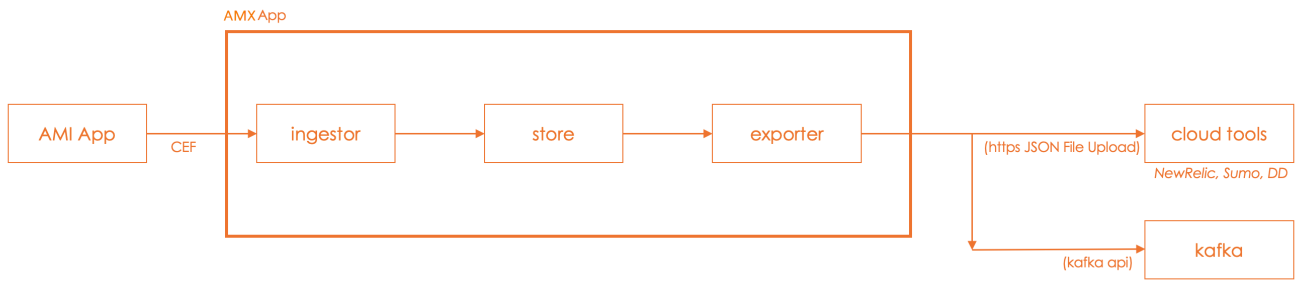 AMX App
AMI App
CEF
ingestor
store
exporter
(https JSON File Upload)
cloud tools
NewRelic, Sumo, DD
(kafka api)
kafka